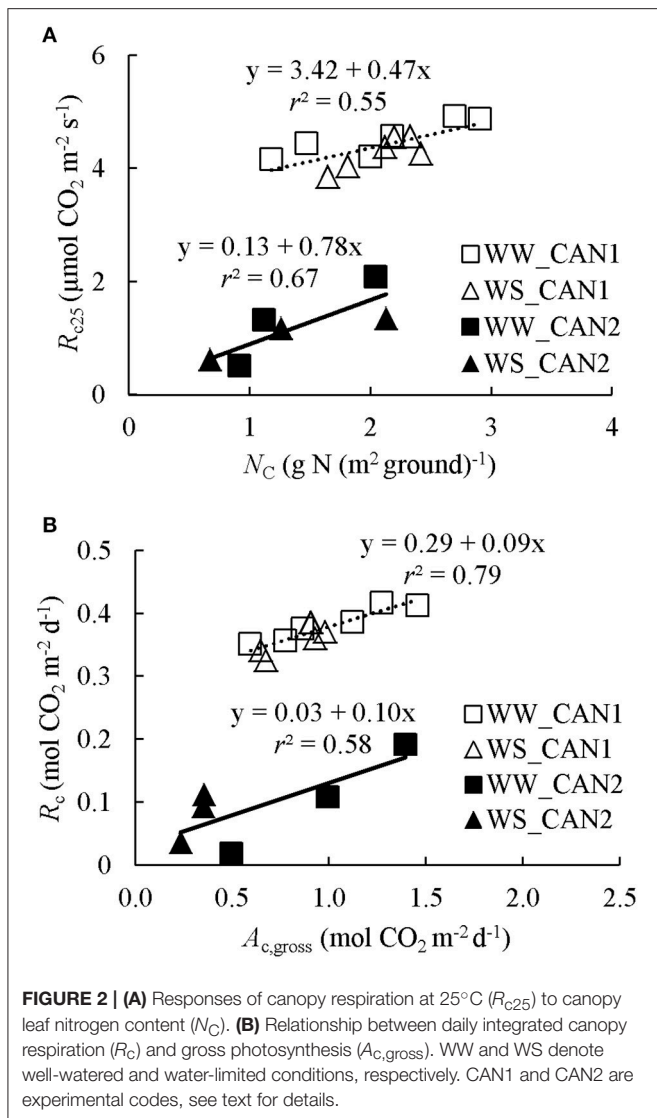 A
y = 3.42 + 0.47x
r² = 0.55
y = 0.13 + 0.78x
r² = 0.67
WW_CAN1
WS_CAN1
WW_CAN2
WS_CAN2
6
4
2
0
0
1
2
3
4
R_c25 (µmol CO₂ m⁻² s⁻¹)
N_C (g N (m² ground)⁻¹)
B
y = 0.29 + 0.09x
r² = 0.79
y = 0.03 + 0.10x
r² = 0.58
WW_CAN1
WS_CAN1
WW_CAN2
WS_CAN2
0.5
0.4
0.3
0.2
0.1
0
0.0
0.5
1.0
1.5
2.0
2.5
R_c (mol CO₂ m⁻² d⁻¹)
A_c,gross (mol CO₂ m⁻² d⁻¹)
FIGURE 2 | (A) Responses of canopy respiration at 25°C (R_c25) to canopy
leaf nitrogen content (N_C). (B) Relationship between daily integrated canopy
respiration (R_c) and gross photosynthesis (A_c,gross). WW and WS denote
well-watered and water-limited conditions, respectively. CAN1 and CAN2 are
experimental codes, see text for details.